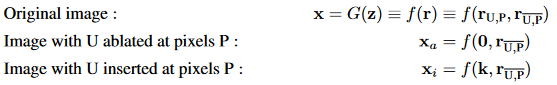 Original image : x = G(z) ≡ f(r) ≡ f(r_{U,P}, r_{\overline{U,P}})
Image with U ablated at pixels P : x_a = f(0, r_{\overline{U,P}})
Image with U inserted at pixels P : x_i = f(k, r_{\overline{U,P}})